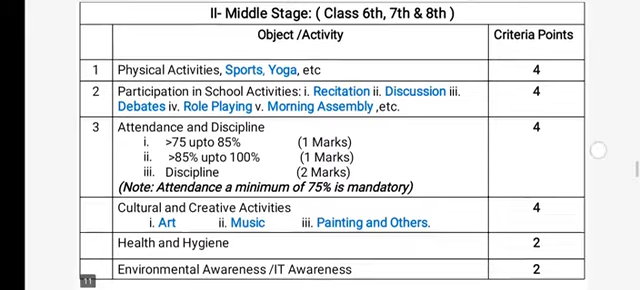 II- Middle Stage: ( Class 6th, 7th & 8th )
Object /Activity Criteria Points
1 Physical Activities, Sports, Yoga, etc 4
2 Participation in School Activities: i. Recitation ii. Discussion iii. 4
Debates iv. Role Playing v. Morning Assembly ,etc.
3 Attendance and Discipline 4
i. >75 upto 85% (1 Marks)
ii. >85% upto 100% (1 Marks)
iii. Discipline (2 Marks)
(Note: Attendance a minimum of 75% is mandatory)
Cultural and Creative Activities 4
i. Art ii. Music iii. Painting and Others.
Health and Hygiene 2
Environmental Awareness /IT Awareness 2
11